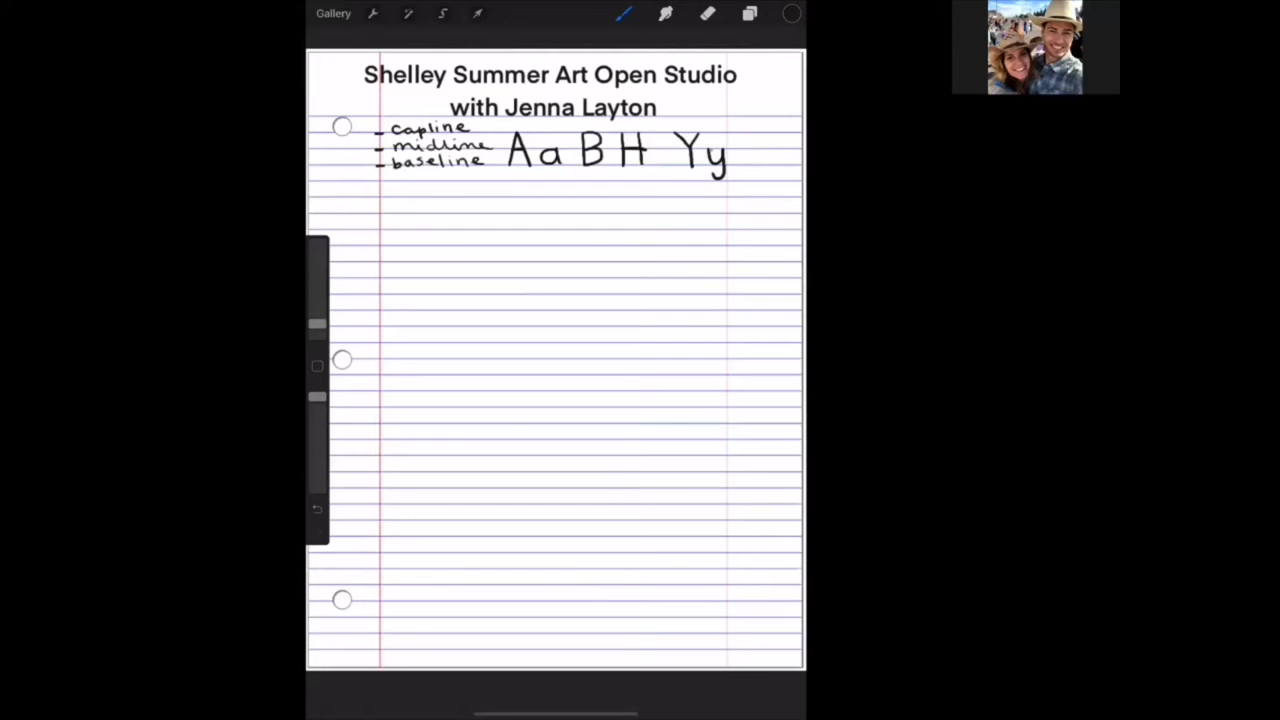 Gallery
Shelley Summer Art Open Studio
with Jenna Layton
- capline
- midline
- baseline
Aa B H Yy